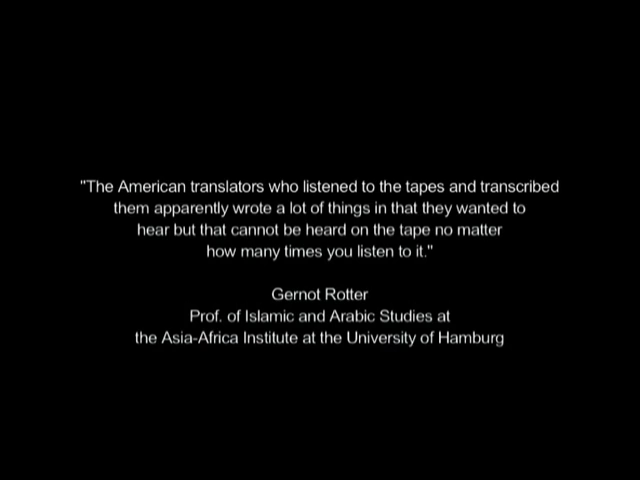 "The American translators who listened to the tapes and transcribed
them apparently wrote a lot of things in that they wanted to
hear but that cannot be heard on the tape no matter
how many times you listen to it."
Gernot Rotter
Prof. of Islamic and Arabic Studies at
the Asia-Africa Institute at the University of Hamburg